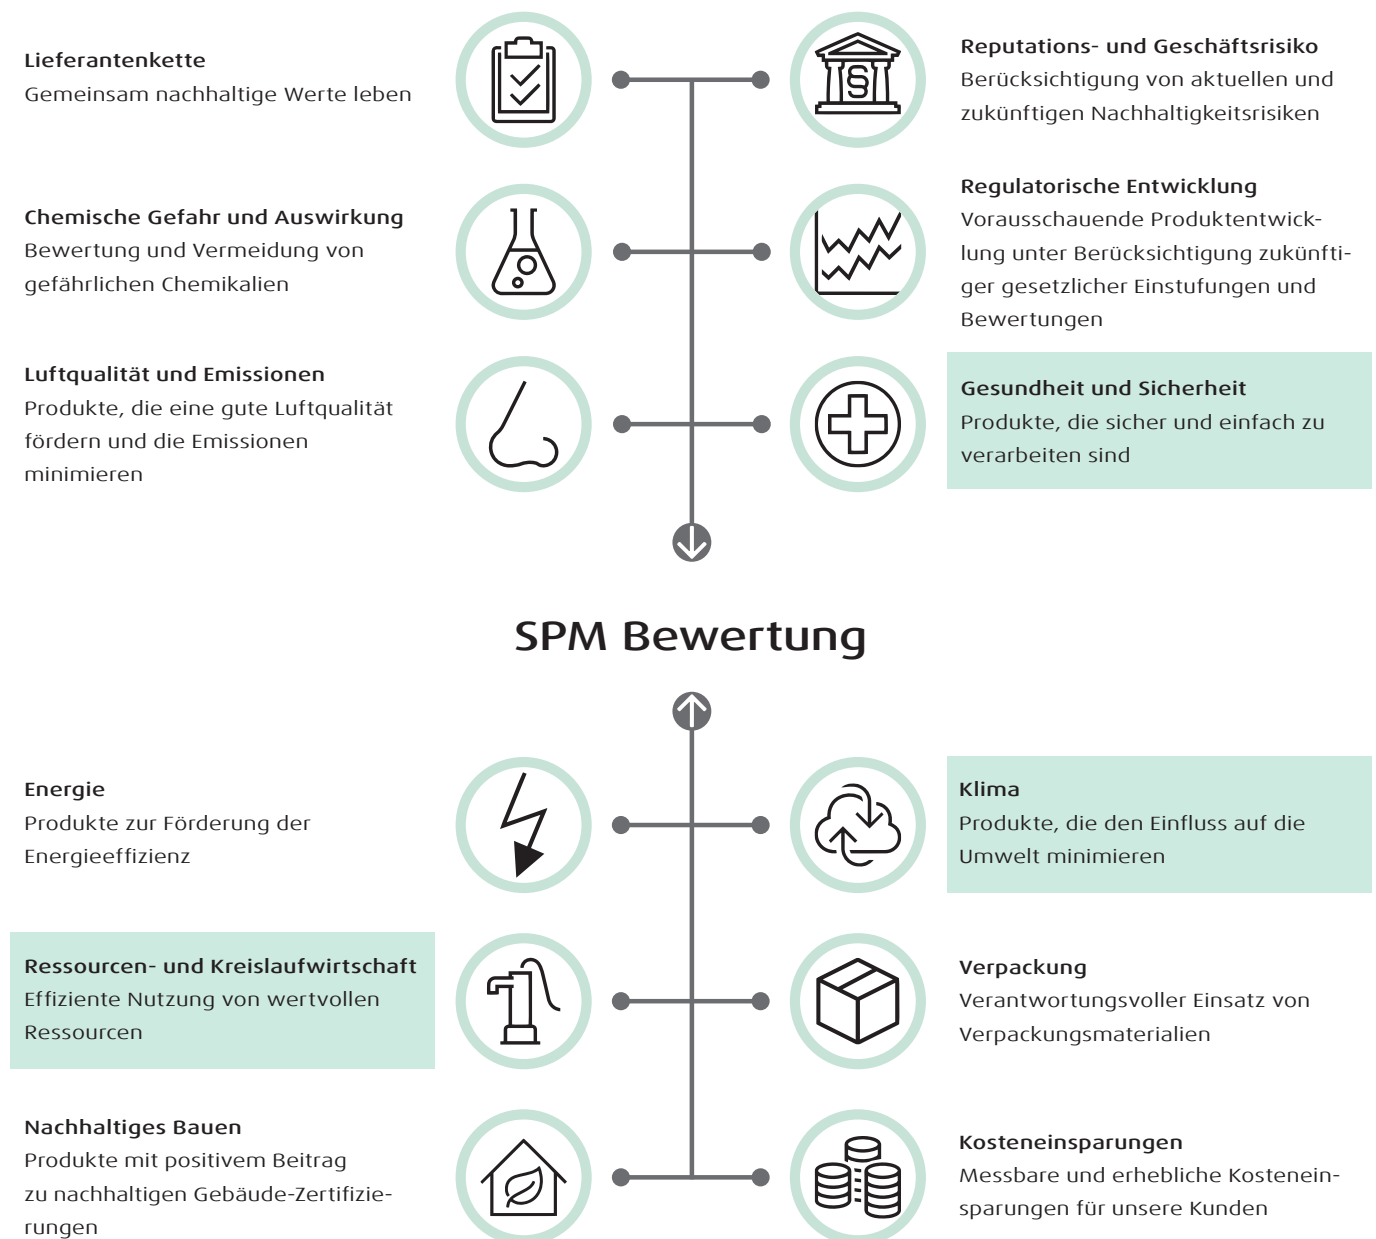 Lieferantenkette
Gemeinsam nachhaltige Werte leben
Reputations- und Geschäftsrisiko
Berücksichtigung von aktuellen und
zukünftigen Nachhaltigkeitsrisiken
Chemische Gefahr und Auswirkung
Bewertung und Vermeidung von
gefährlichen Chemikalien
Regulatorische Entwicklung
Vorausschauende Produktentwick-
lung unter Berücksichtigung zukünfti-
ger gesetzlicher Einstufungen und
Bewertungen
Luftqualität und Emissionen
Produkte, die eine gute Luftqualität
fördern und die Emissionen
minimieren
Gesundheit und Sicherheit
Produkte, die sicher und einfach zu
verarbeiten sind
SPM Bewertung
Energie
Produkte zur Förderung der
Energieeffizienz
Klima
Produkte, die den Einfluss auf die
Umwelt minimieren
Ressourcen- und Kreislaufwirtschaft
Effiziente Nutzung von wertvollen
Ressourcen
Verpackung
Verantwortungsvoller Einsatz von
Verpackungsmaterialien
Nachhaltiges Bauen
Produkte mit positivem Beitrag
zu nachhaltigen Gebäude-Zertifizie-
rungen
Kosteneinsparungen
Messbare und erhebliche Kostenein-
sparungen für unsere Kunden